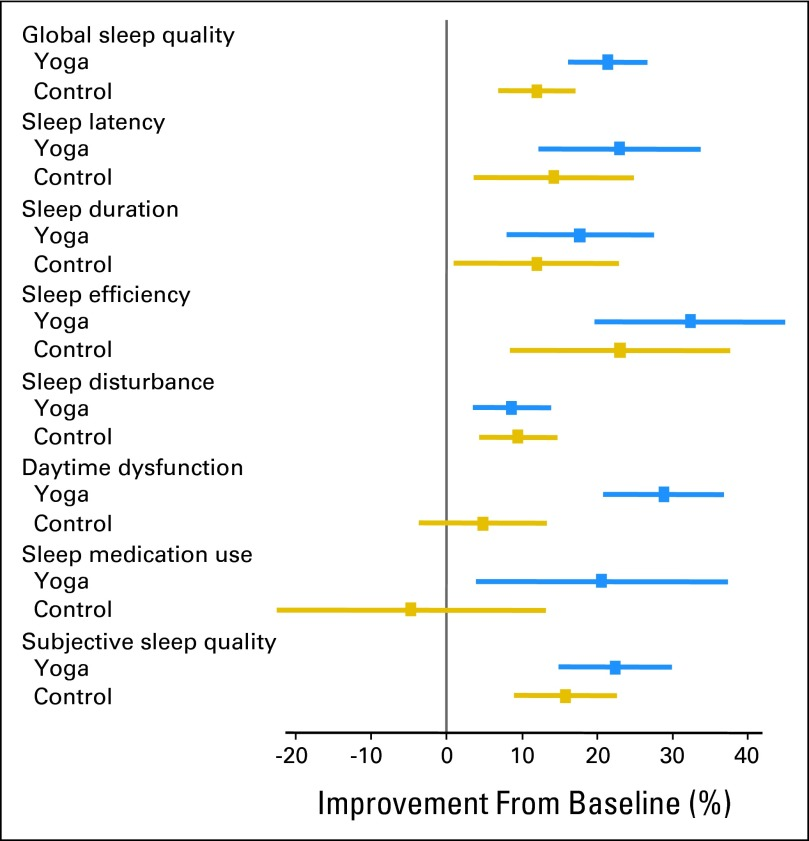 Global sleep quality
Yoga
Control
Sleep latency
Yoga
Control
Sleep duration
Yoga
Control
Sleep efficiency
Yoga
Control
Sleep disturbance
Yoga
Control
Daytime dysfunction
Yoga
Control
Sleep medication use
Yoga
Control
Subjective sleep quality
Yoga
Control
-20 -10 0 10 20 30 40
Improvement From Baseline (%)